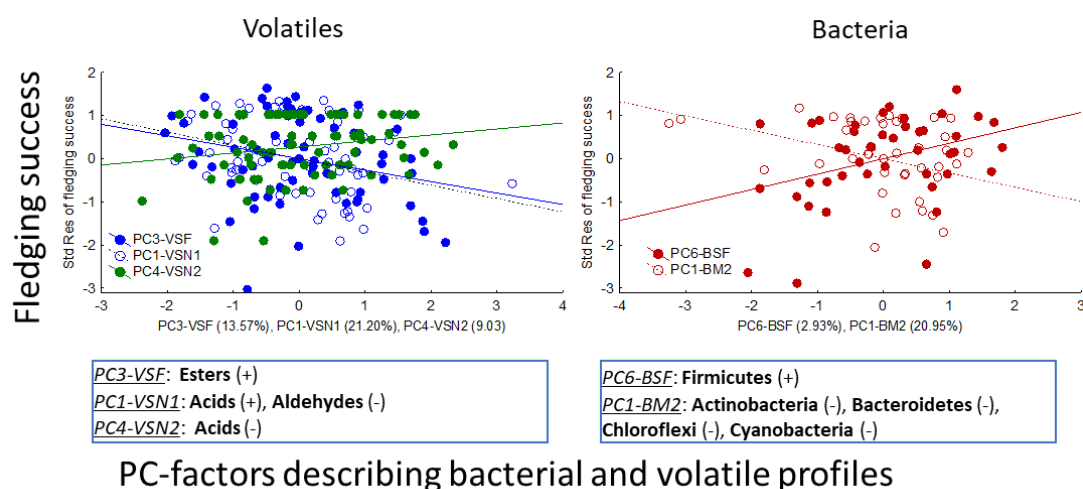 Volatiles
Bacteria
Fledging success
Std Res of fledging success
2
1
0
-1
-2
-3
PC3-VSF
PC1-VSN1
PC4-VSN2
-3 -2 -1 0 1 2 3 4
PC3-VSF (13.57%), PC1-VSN1 (21.20%), PC4-VSN2 (9.03)
Std Res of fledging success
2
1
0
-1
-2
-3
PC6-BSF
PC1-BM2
-4 -3 -2 -1 0 1 2 3
PC6-BSF (2.93%), PC1-BM2 (20.95%)
PC3-VSF: Esters (+)
PC1-VSN1: Acids (+), Aldehydes (-)
PC4-VSN2: Acids (-)
PC6-BSF: Firmicutes (+)
PC1-BM2: Actinobacteria (-), Bacteroidetes (-),
Chloroflexi (-), Cyanobacteria (-)
PC-factors describing bacterial and volatile profiles